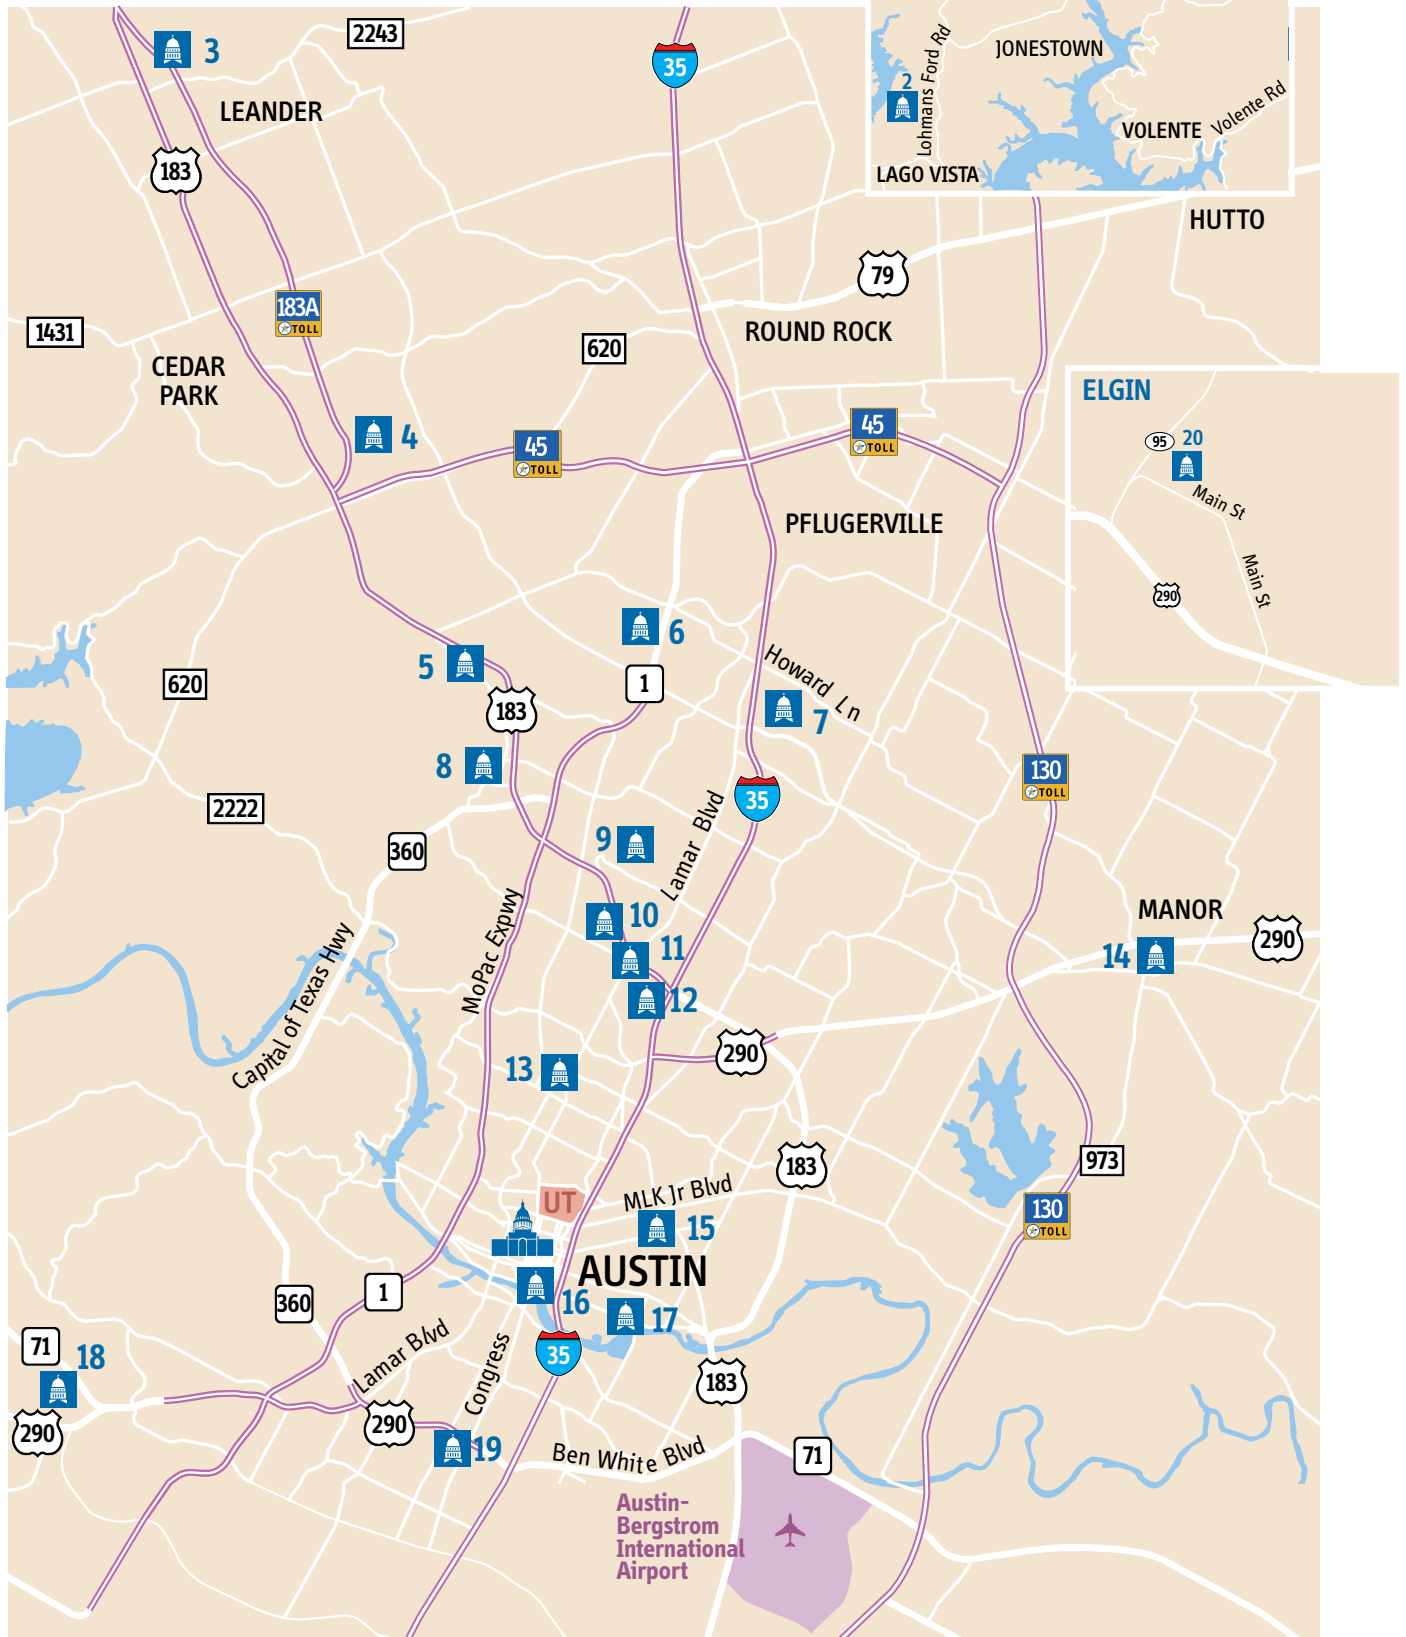 2243
3
35
LEANDER
183
Lohmans Ford Rd
JONESTOWN
2
VOLENTE
Volente Rd
LAGO VISTA
HUTTO
79
183A
TOLL
1431
ROUND ROCK
620
CEDAR
PARK
ELGIN
4
45
TOLL
45
TOLL
95
20
Main St
PFLUGERVILLE
Main St
290
6
5
Howard Ln
620
1
183
7
8
130
TOLL
35
2222
Lamar Blvd
9
360
MoPac Expwy
10
MANOR
11
14
290
Capital of Texas Hwy
12
290
13
183
973
UT
MLK Jr Blvd
15
130
TOLL
AUSTIN
360
1
16
17
71
18
Lamar Blvd
Congress
35
183
290
290
19
Ben White Blvd
71
Austin-
Bergstrom
International
Airport